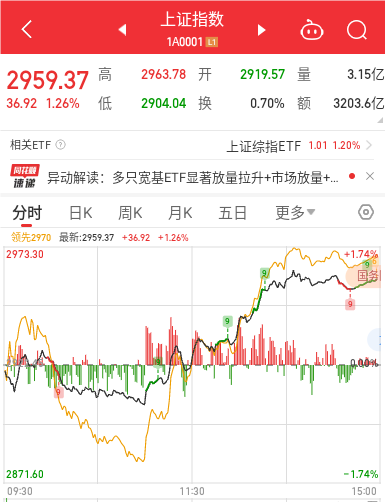 上证指数
1A0001 L1
2959.37 高 2963.78 开 2919.57 量 3.15亿
36.92 1.26% 低 2904.04 换 0.70% 额 3203.6亿
相关ETF ? 上证综指ETF 1.01 1.20%
同花顺 速递 异动解读：多只宽基ETF显著放量拉升+市场放量+...
分时 日K 周K 月K 五日 更多
领先2970 最新:2959.37 +36.92 +1.26%
2973.30 +1.74%
9 9 9
国务
9
9
9
0.00%
2871.60 -1.74%
09:30 11:30 15:00